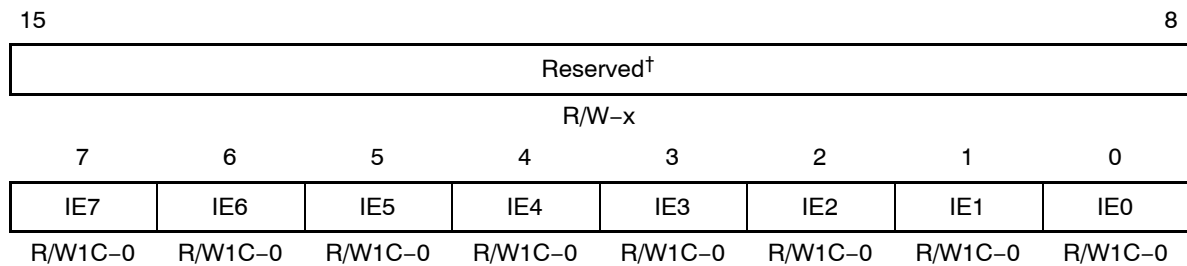 15 8
Reserved†
R/W−x
7 6 5 4 3 2 1 0
IE7 IE6 IE5 IE4 IE3 IE2 IE1 IE0
R/W1C−0 R/W1C−0 R/W1C−0 R/W1C−0 R/W1C−0 R/W1C−0 R/W1C−0 R/W1C−0